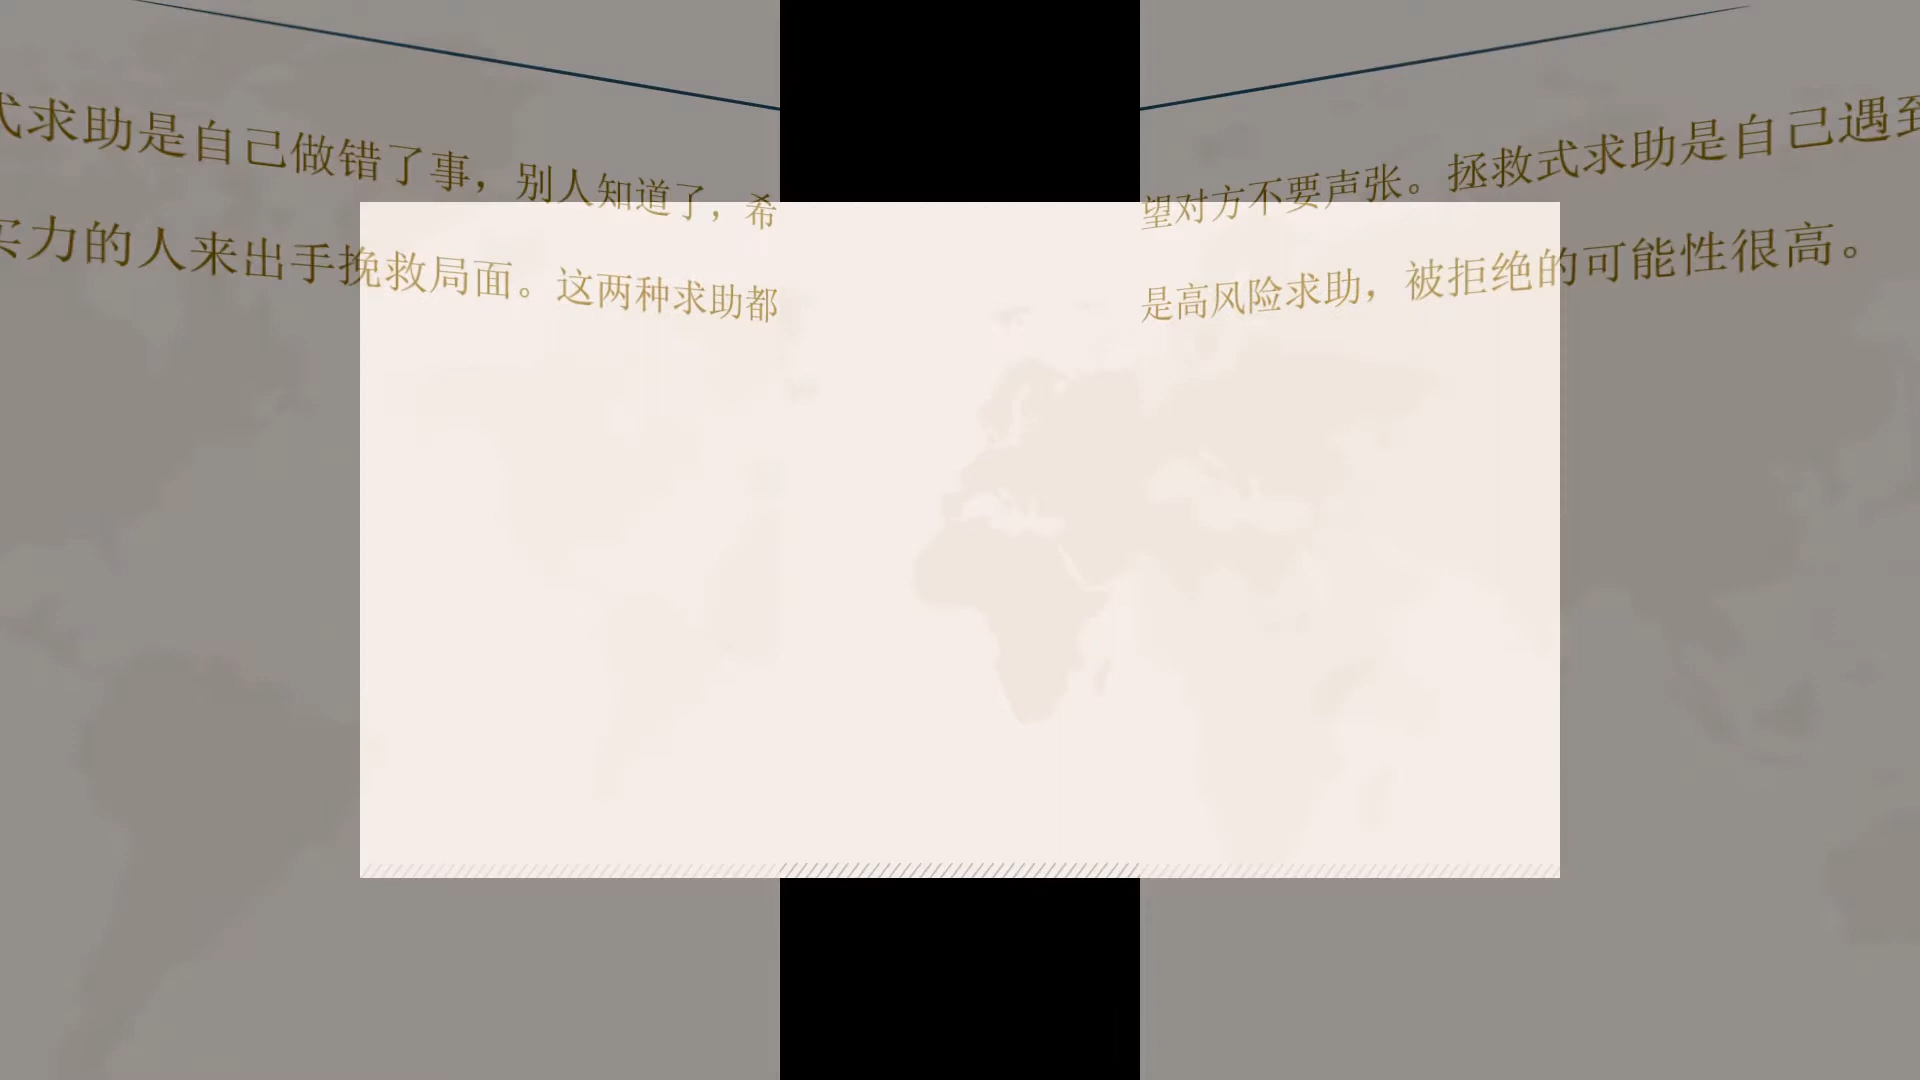 式求助是自己做错了事，别人知道了，希望对方不要声张。拯救式求助是自己遇到
力的人来出手挽救局面。这两种求助都是高风险求助，被拒绝的可能性很高。